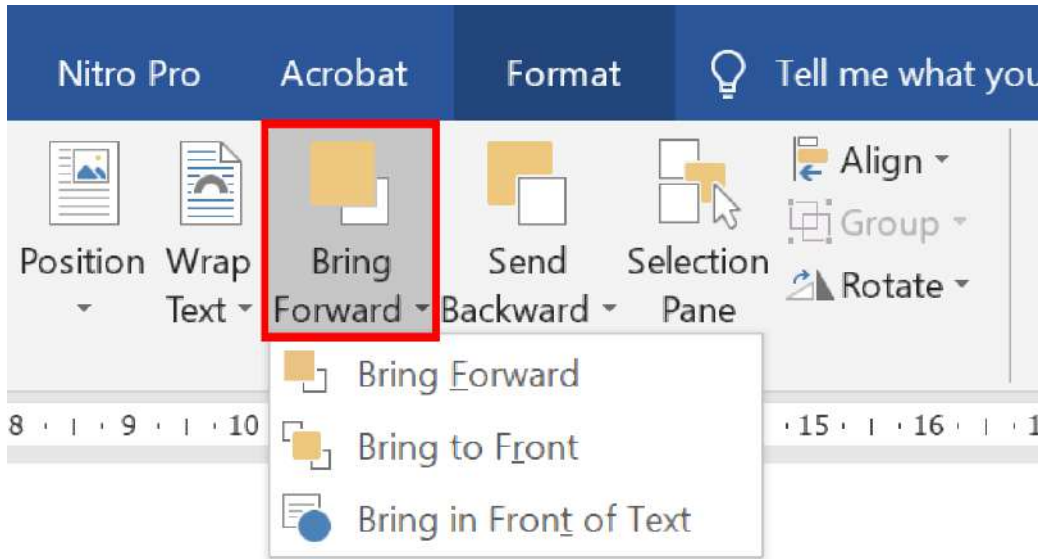 Nitro Pro Acrobat Format Tell me what you
Position Wrap Text Bring Forward Send Backward Selection Pane
Align
Group
Rotate
Bring Forward
8 9 10 15 16 1
Bring to Front
Bring in Front of Text